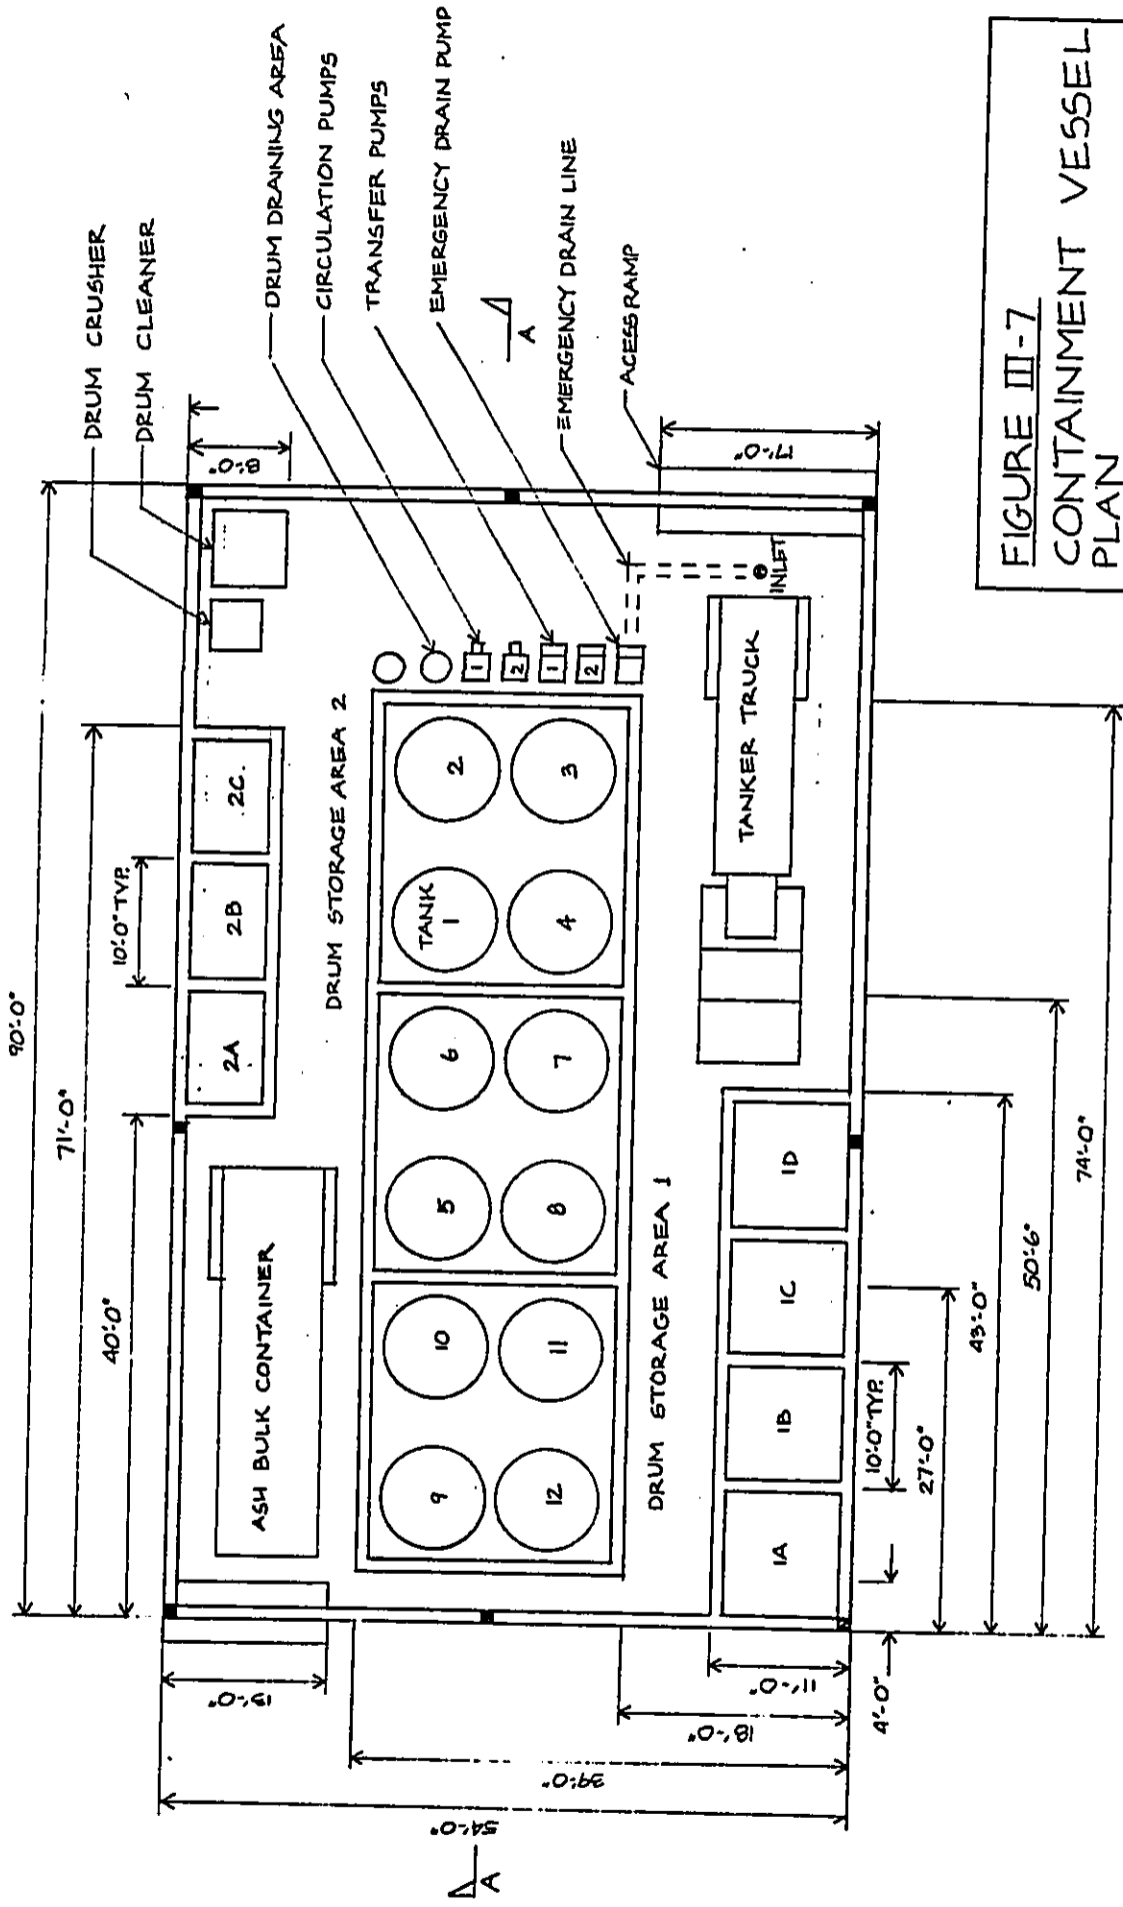 90'-0"
71'-0"
40'-0"
10'-0" TYP.
8'-0"
DRUM CRUSHER
DRUM CLEANER
DRUM DRAINING AREA
CIRCULATION PUMPS
TRANSFER PUMPS
EMERGENCY DRAIN PUMP
A
EMERGENCY DRAIN LINE
ACESS RAMP
17'-0"
ASH BULK CONTAINER
2A
2B
2C.
DRUM STORAGE AREA 2
9
10
5
6
TANK
1
2
12
11
8
7
4
3
1
2
1
2
INLET
DRUM STORAGE AREA 1
TANKER TRUCK
1A
1B
1C
1D
13'-0"
11'-0"
18'-0"
39'-0"
54'-0"
A
4'-0"
10'-0" TYP.
27'-0"
43'-0"
50'-6"
74'-0"
FIGURE III-7
CONTAINMENT VESSEL
PLAN